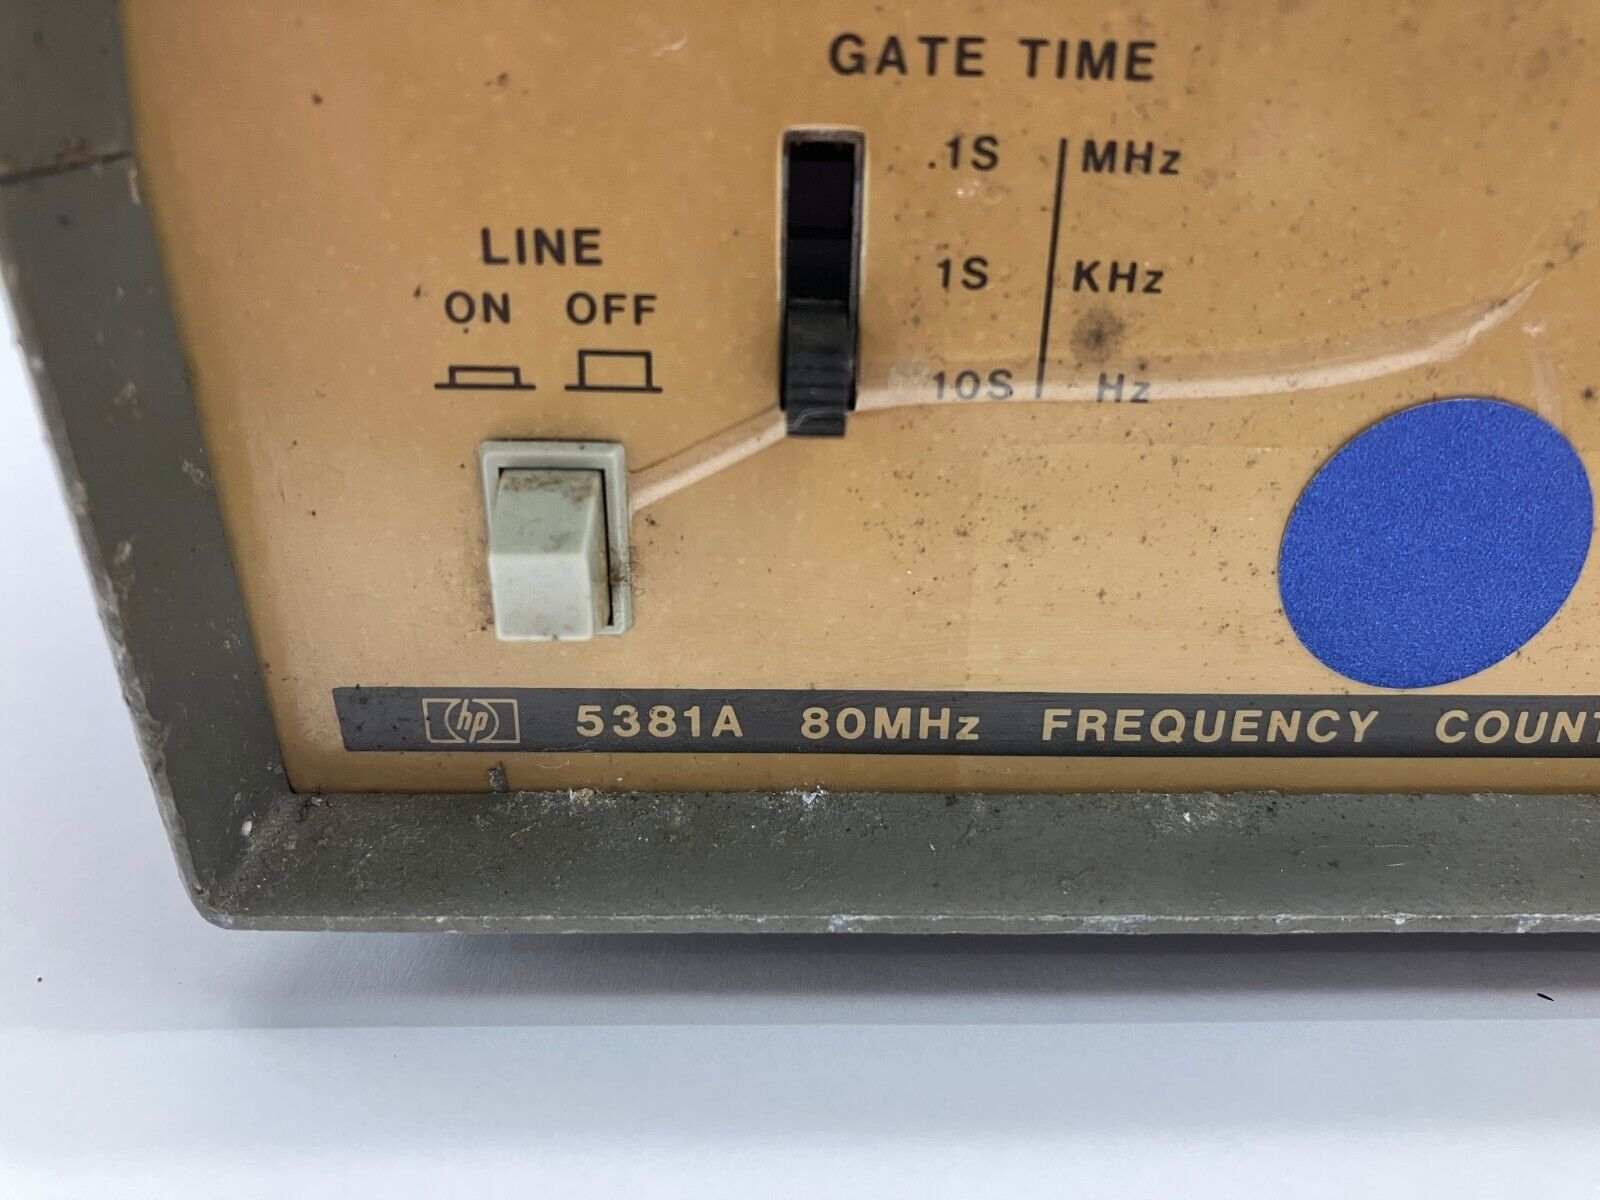 GATE TIME
.1S MHz
LINE
1S KHz
ON OFF
10S Hz
hp 5381A 80MHz FREQUENCY COUNT